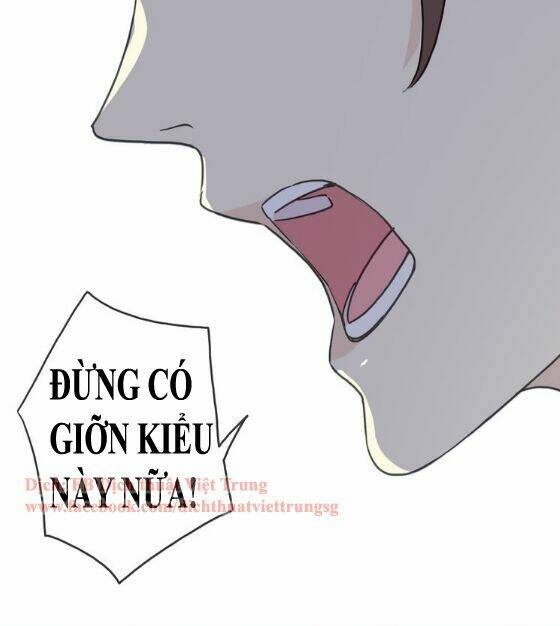 ĐỪNG CÓ
GIỠN KIỂU
NÀY NỮA!
Dịch: FB Dịch thuật Việt Trung
www.facebook.com/dichthuatviettrungsg